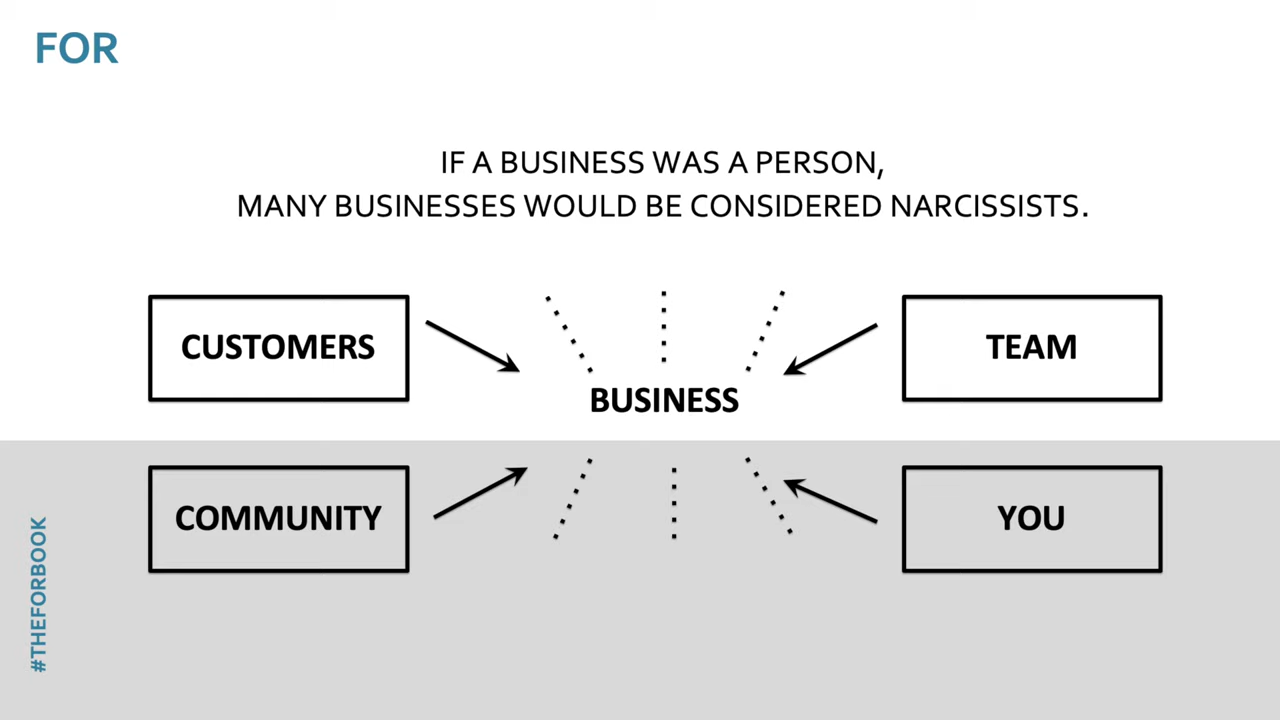 FOR
IF A BUSINESS WAS A PERSON,
MANY BUSINESSES WOULD BE CONSIDERED NARCISSISTS.
CUSTOMERS
TEAM
BUSINESS
COMMUNITY
YOU
#THEFORBOOK